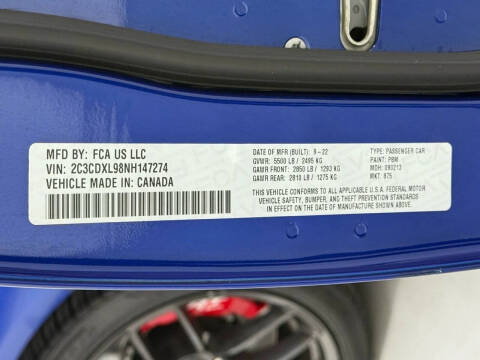 MFD BY: FCA US LLC
VIN: 2C3CDXL98NH147274
VEHICLE MADE IN: CANADA
DATE OF MFR (BUILT): 9-22
GVWR: 5500 LB / 2495 KG
GAWR FRONT: 2850 LB / 1293 KG
GAWR REAR: 2810 LB / 1275 KG
TYPE: PASSENGER CAR
PAINT: PBM
MDH: 090213
MKT: 875
THIS VEHICLE CONFORMS TO ALL APPLICABLE U.S.A. FEDERAL MOTOR
VEHICLE SAFETY, BUMPER, AND THEFT PREVENTION STANDARDS
IN EFFECT ON THE DATE OF MANUFACTURE SHOWN ABOVE.